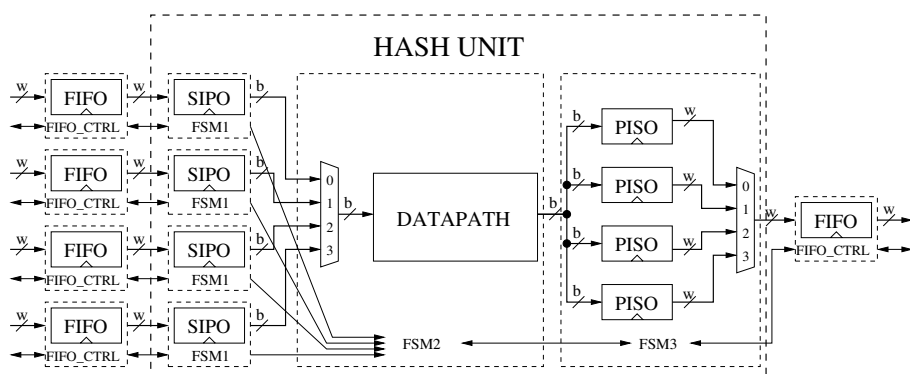 HASH UNIT
w FIFO w SIPO b
FIFO_CTRL FSM1
w FIFO w SIPO b
FIFO_CTRL FSM1
w FIFO w SIPO b
FIFO_CTRL FSM1
w FIFO w SIPO b
FIFO_CTRL FSM1
0
1
2
3
b
DATAPATH
b
FSM2
b PISO w
b PISO w
b PISO w
b PISO w
0
1
2
3
FSM3
w FIFO w
FIFO_CTRL